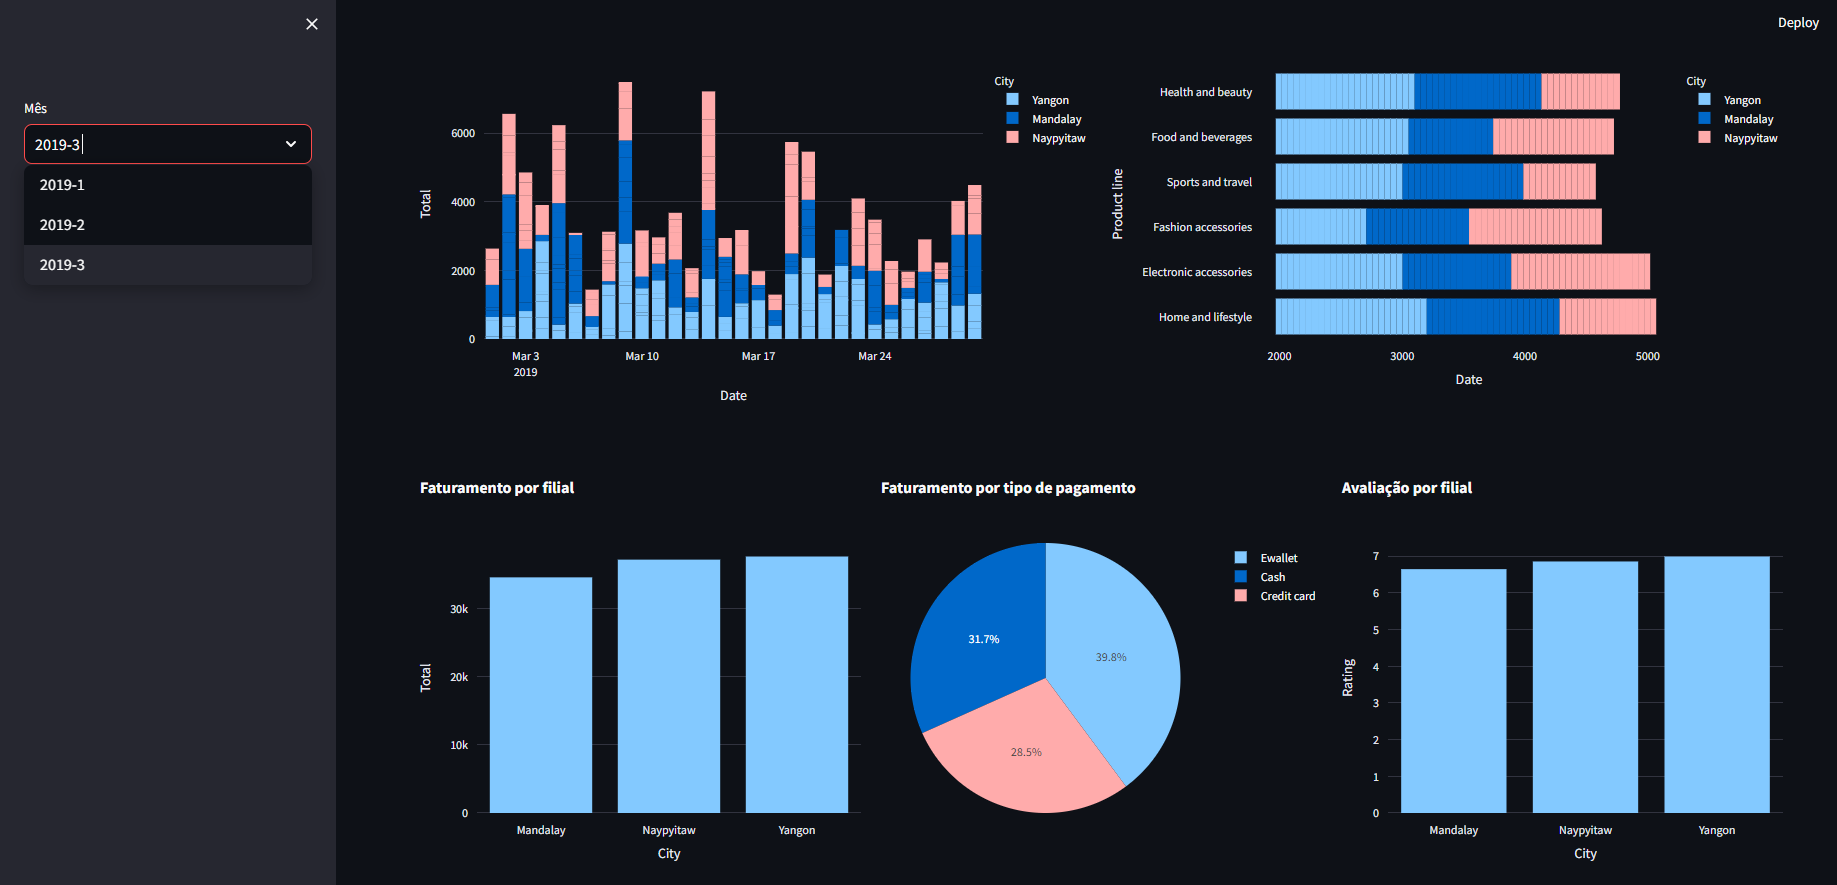 Deploy
Mês
2019-3
2019-1
2019-2
2019-3
Total
6000
4000
2000
0
Mar 3
2019
Mar 10
Mar 17
Mar 24
Date
City
Yangon
Mandalay
Naypyitaw
Product line
Health and beauty
Food and beverages
Sports and travel
Fashion accessories
Electronic accessories
Home and lifestyle
2000
3000
4000
5000
Date
City
Yangon
Mandalay
Naypyitaw
Faturamento por filial
Total
30k
20k
10k
0
Mandalay
Naypyitaw
Yangon
City
Faturamento por tipo de pagamento
31.7%
39.8%
28.5%
Ewallet
Cash
Credit card
Avaliação por filial
Rating
7
6
5
4
3
2
1
0
Mandalay
Naypyitaw
Yangon
City